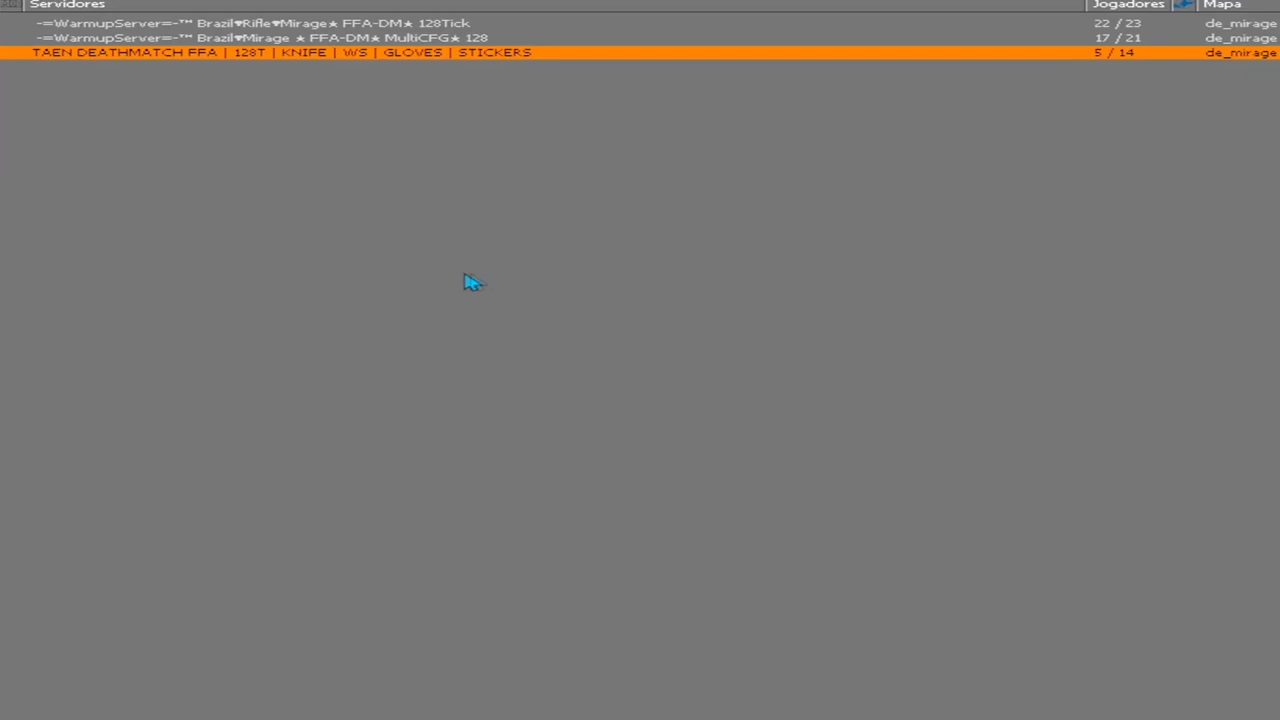 Servidores Jogadores Mapa
-=WarmupServer=-™ Brazil♥Rifle♥Mirage★ FFA-DM★ 128Tick 22 / 23 de_mirage
-=WarmupServer=-™ Brazil♥Mirage ★ FFA-DM★ MultiCFG★ 128 17 / 21 de_mirage
TAEN DEATHMATCH FFA | 128T | KNIFE | WS | GLOVES | STICKERS 5 / 14 de_mirage